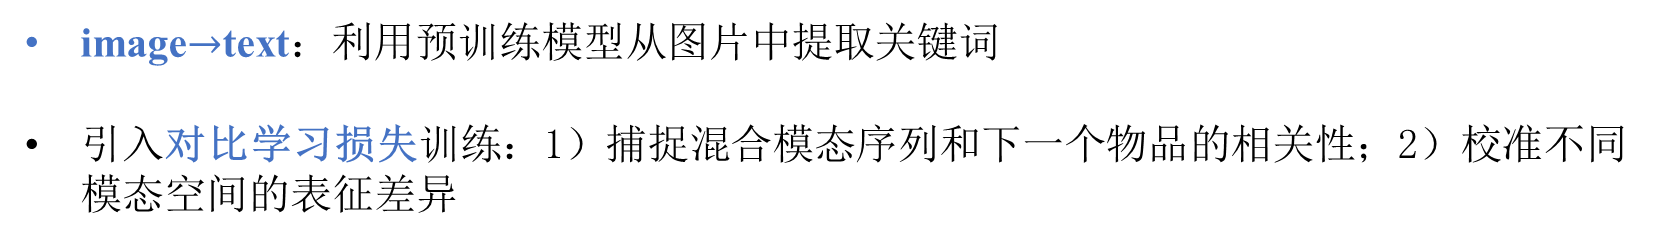 • image→text：利用预训练模型从图片中提取关键词
• 引入对比学习损失训练：1）捕捉混合模态序列和下一个物品的相关性；2）校准不同
模态空间的表征差异